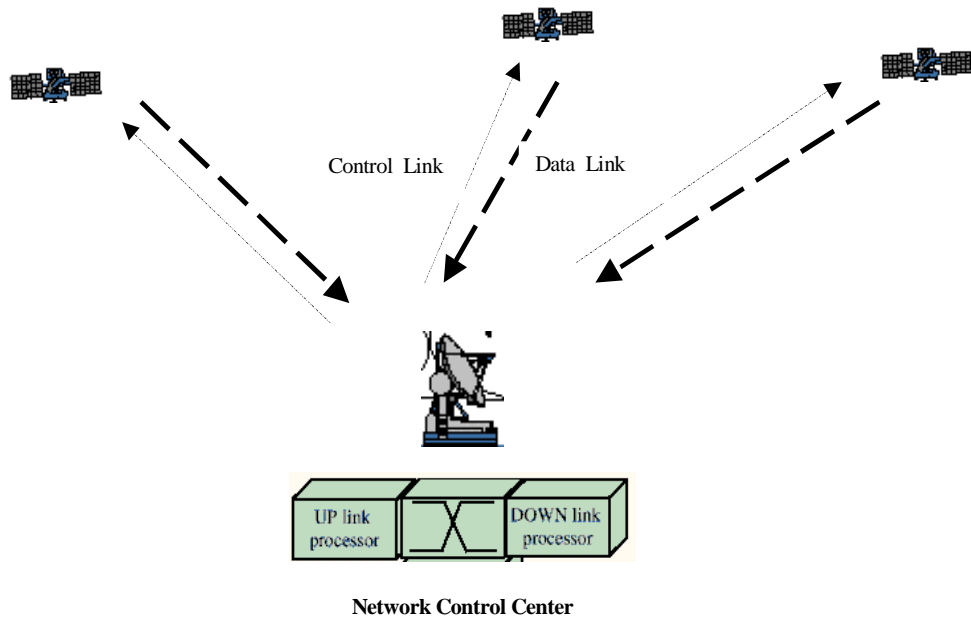 Control Link
Data Link
UP link
processor
DOWN link
processor
Network Control Center